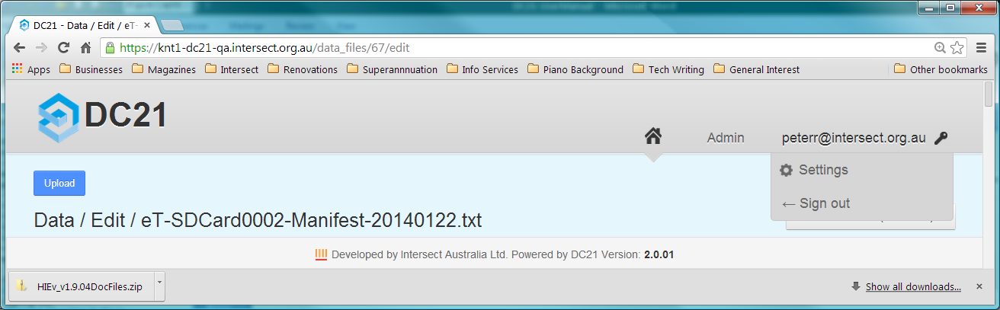 DC21 - Data / Edit / eT-
https://knt1-dc21-qa.intersect.org.au/data_files/67/edit
Apps Businesses Magazines Intersect Renovations Superannnuation Info Services Piano Background Tech Writing General Interest Other bookmarks
DC21
Admin peterr@intersect.org.au
Settings
Upload
← Sign out
Data / Edit / eT-SDCard0002-Manifest-20140122.txt
Developed by Intersect Australia Ltd. Powered by DC21 Version: 2.0.01
HIEv_v1.9.04DocFiles.zip Show all downloads...